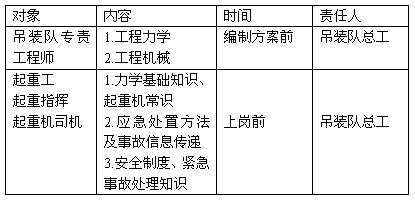 对象 内容 时间 责任人
吊装队专责 1.工程力学 编制方案前 吊装队总工
工程师 2.工程机械
起重工 1.力学基础知识、
起重指挥 起重机常识
起重机司机 2.应急处置方法 上岗前 吊装队总工
及事故信息传递
3.安全制度、紧急
事故处理知识